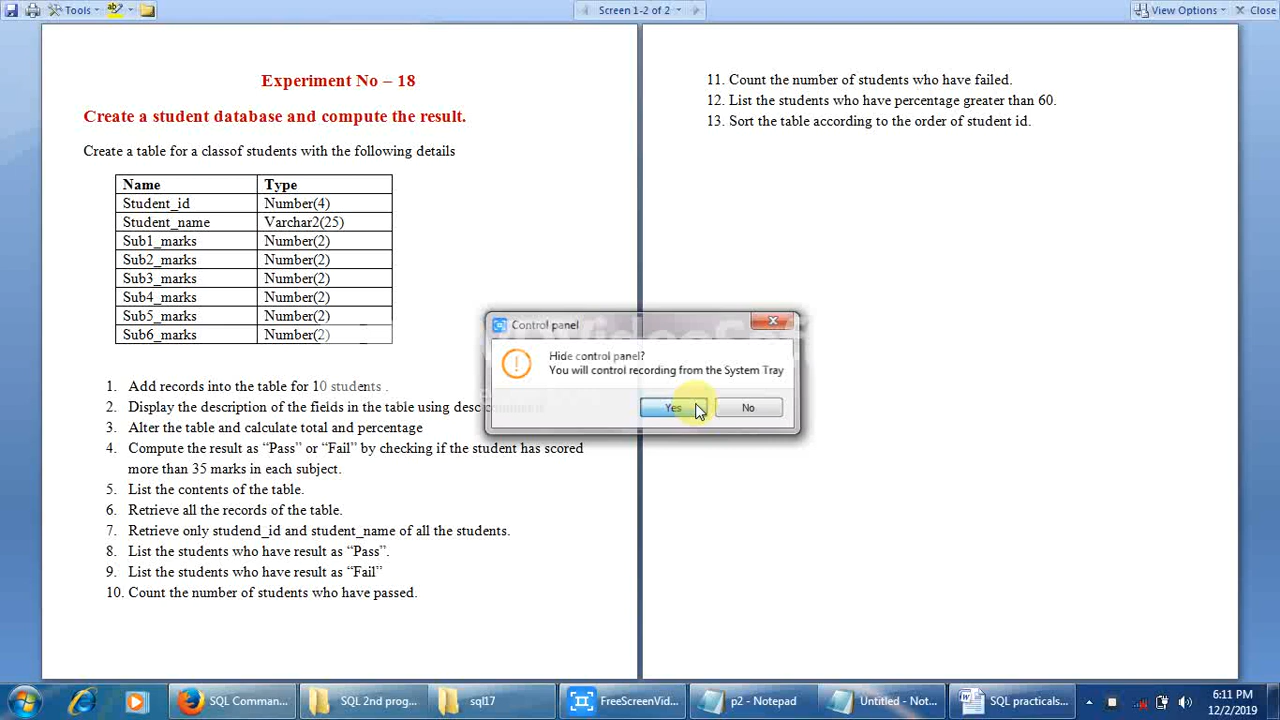 Tools
Screen 1-2 of 2
View Options
Close
Experiment No – 18
Create a student database and compute the result.
Create a table for a classof students with the following details
Name Type
Student_id Number(4)
Student_name Varchar2(25)
Sub1_marks Number(2)
Sub2_marks Number(2)
Sub3_marks Number(2)
Sub4_marks Number(2)
Sub5_marks Number(2)
Sub6_marks Number(2)
1. Add records into the table for 10 students .
2. Display the description of the fields in the table using desc
3. Alter the table and calculate total and percentage
4. Compute the result as “Pass” or “Fail” by checking if the student has scored
more than 35 marks in each subject.
5. List the contents of the table.
6. Retrieve all the records of the table.
7. Retrieve only studend_id and student_name of all the students.
8. List the students who have result as “Pass”.
9. List the students who have result as “Fail”
10. Count the number of students who have passed.
11. Count the number of students who have failed.
12. List the students who have percentage greater than 60.
13. Sort the table according to the order of student id.
Control panel
Hide control panel?
You will control recording from the System Tray
Yes
No
SQL Comman...
SQL 2nd prog...
sql17
FreeScreenVid...
p2 - Notepad
Untitled - Not...
SQL practicals...
6:11 PM
12/2/2019